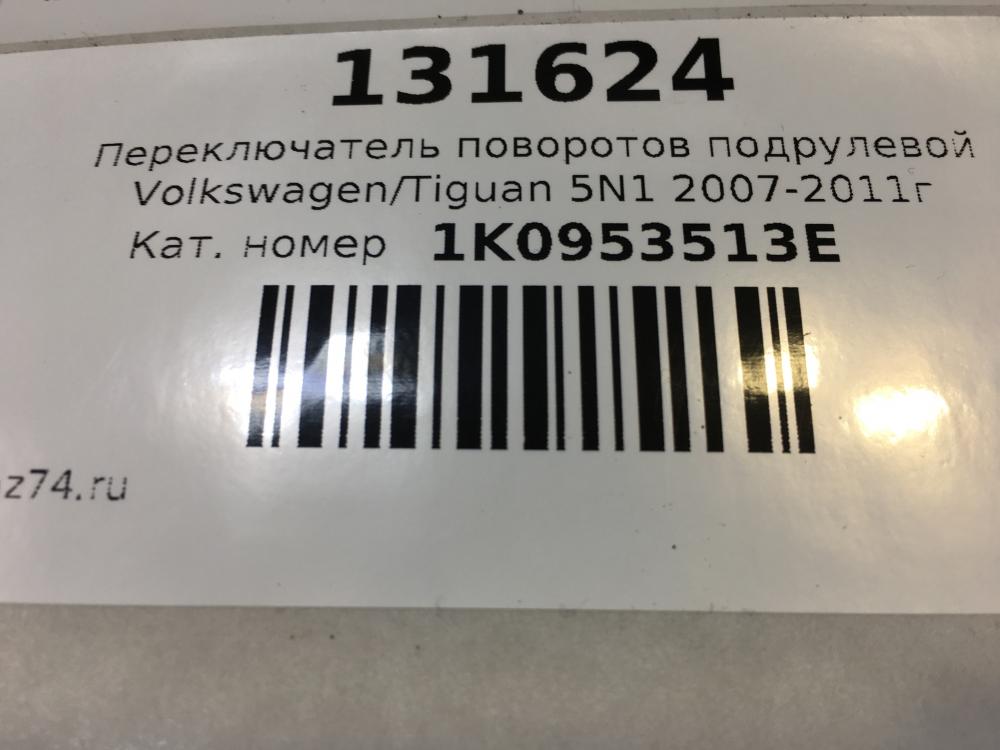 131624
Переключатель поворотов подрулевой
Volkswagen/Tiguan 5N1 2007-2011г
Кат. номер 1K0953513E
z74.ru